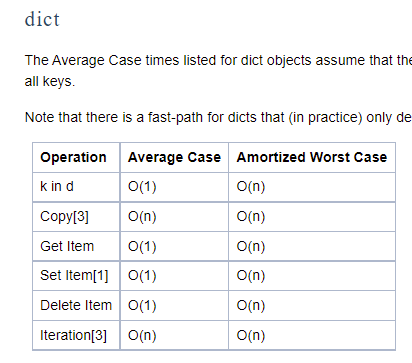 dict
The Average Case times listed for dict objects assume that the
all keys.
Note that there is a fast-path for dicts that (in practice) only de
Operation Average Case Amortized Worst Case
k in d O(1) O(n)
Copy[3] O(n) O(n)
Get Item O(1) O(n)
Set Item[1] O(1) O(n)
Delete Item O(1) O(n)
Iteration[3] O(n) O(n)